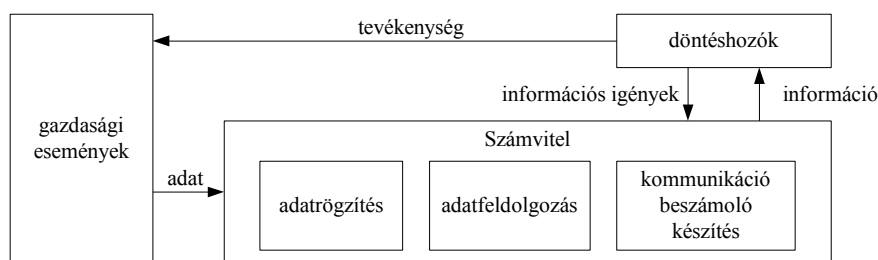 tevékenység
döntéshozók
információs igények
információ
gazdasági
események
adat
Számvitel
adatrögzítés
adatfeldolgozás
kommunikáció
beszámoló
készítés